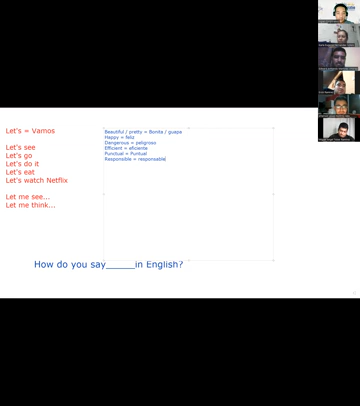 Let's = Vamos
Let's see
Let's go
Let's do it
Let's eat
Let's watch Netflix
Let me see...
Let me think...
Beautiful / pretty = Bonita / guapa
Happy = feliz
Dangerous = peligroso
Efficient = eficiente
Punctual = Puntual
Responsible = responsable
How do you say_____in English?